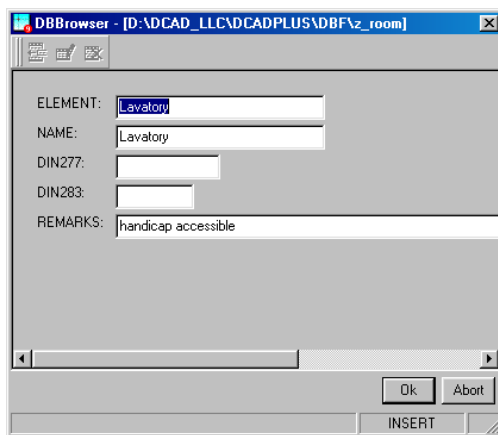 DBBrowser - [D:\DCAD_LLC\DCADPLUS\DBF\z_room]
ELEMENT: Lavatory
NAME: Lavatory
DIN277:
DIN283:
REMARKS: handicap accessible
Ok Abort
INSERT